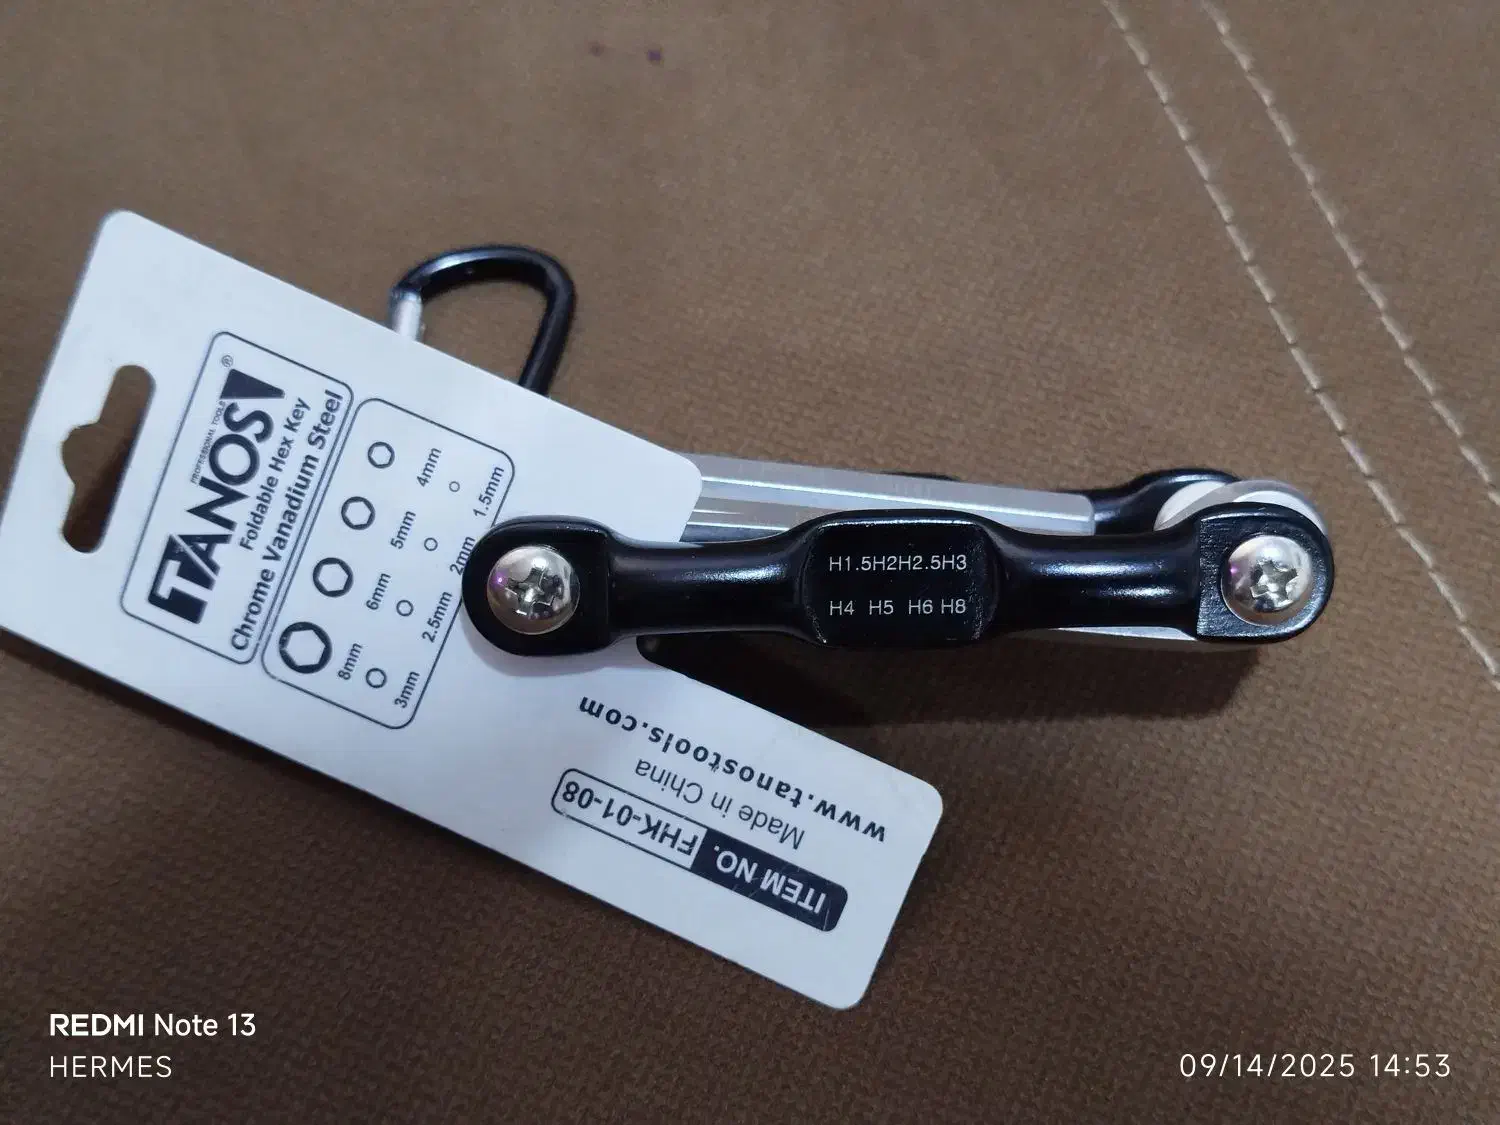 TANOS®
PROFESSIONAL TOOLS
Foldable Hex Key
Chrome Vanadium Steel
8mm 6mm 5mm 4mm
3mm 2.5mm 2mm 1.5mm
H1.5H2H2.5H3
H4 H5 H6 H8
www.tanostools.com
Made in China
ITEM NO. FHK-01-08
REDMI Note 13
HERMES
09/14/2025 14:53